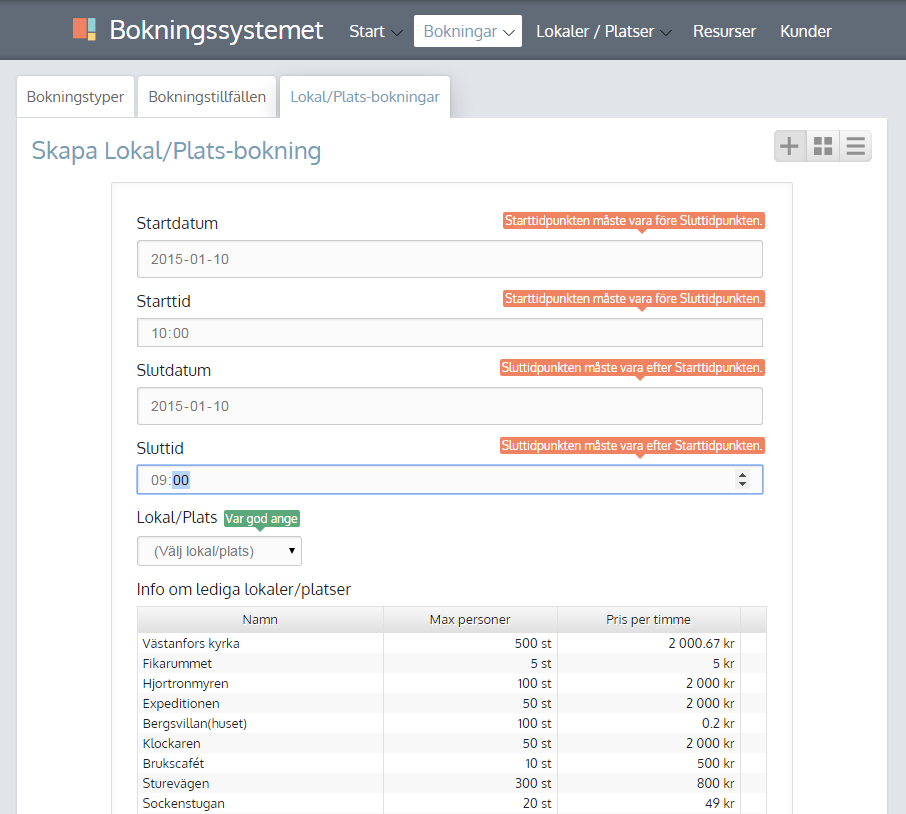 Bokningssystemet Start Bokningar Lokaler / Platser Resurser Kunder
Bokningstyper Bokningstillfällen Lokal/Plats-bokningar
Skapa Lokal/Plats-bokning
Startdatum Starttidpunkten måste vara före Sluttidpunkten.
2015-01-10
Starttid Starttidpunkten måste vara före Sluttidpunkten.
10:00
Slutdatum Sluttidpunkten måste vara efter Starttidpunkten.
2015-01-10
Sluttid Sluttidpunkten måste vara efter Starttidpunkten.
09:00
Lokal/Plats Var god ange
(Välj lokal/plats)
Info om lediga lokaler/platser
Namn Max personer Pris per timme
Västanfors kyrka 500 st 2 000.67 kr
Fikarummet 5 st 5 kr
Hjortronmyren 100 st 2 000 kr
Expeditionen 50 st 2 000 kr
Bergsvillan(huset) 100 st 0.2 kr
Klockaren 50 st 2 000 kr
Brukscafét 10 st 500 kr
Sturevägen 300 st 800 kr
Sockenstugan 20 st 49 kr